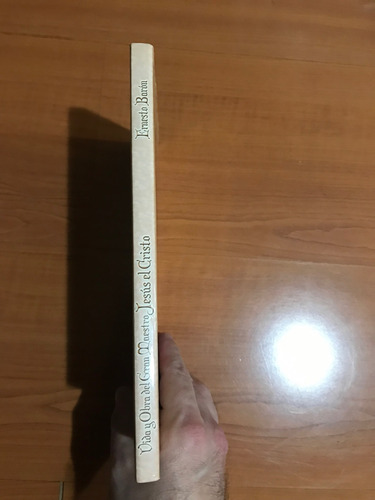 Vida y Obra del Gran Maestro Jesús el Cristo
Ernesto Barón